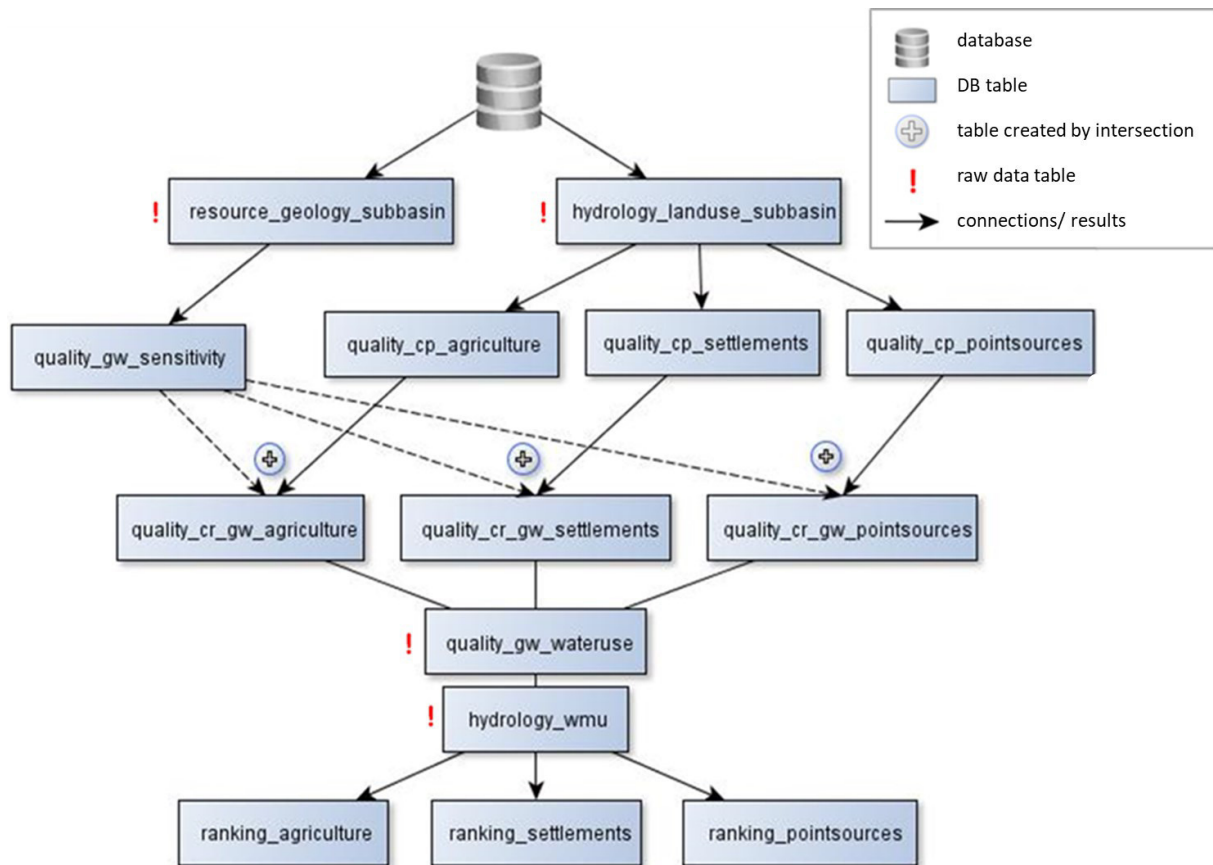 database
DB table
table created by intersection
! raw data table
connections/ results
! resource_geology_subbasin
! hydrology_landuse_subbasin
quality_gw_sensitivity
quality_cp_agriculture
quality_cp_settlements
quality_cp_pointsources
quality_cr_gw_agriculture
quality_cr_gw_settlements
quality_cr_gw_pointsources
! quality_gw_wateruse
! hydrology_wmu
ranking_agriculture
ranking_settlements
ranking_pointsources